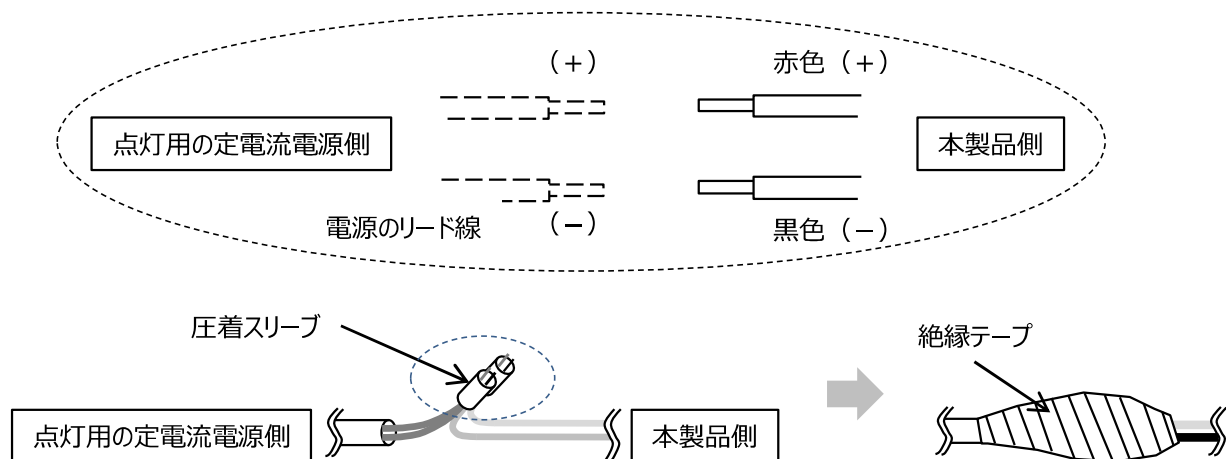 （+）
赤色（+）
点灯用の定電流電源側
本製品側
電源のリード線
（−）
黒色（−）
圧着スリーブ
絶縁テープ
点灯用の定電流電源側
本製品側